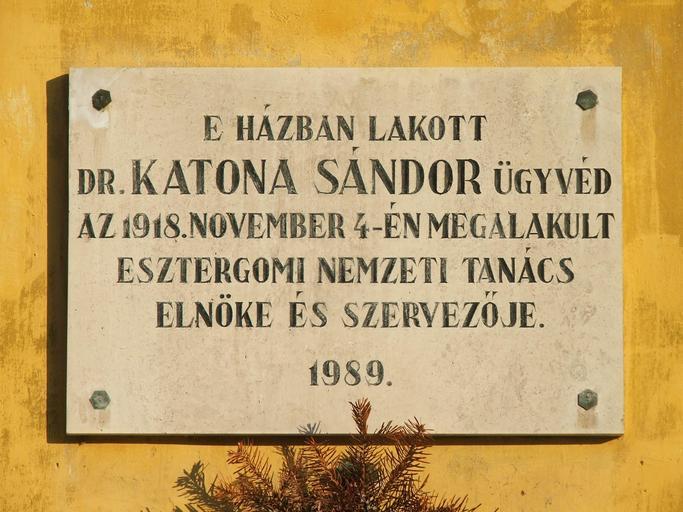 E HÁZBAN LAKOTT
DR. KATONA SÁNDOR ÜGYVÉD
AZ 1918. NOVEMBER 4-ÉN MEGALAKULT
ESZTERGOMI NEMZETI TANÁCS
ELNÖKE ÉS SZERVEZŐJE.
1989.